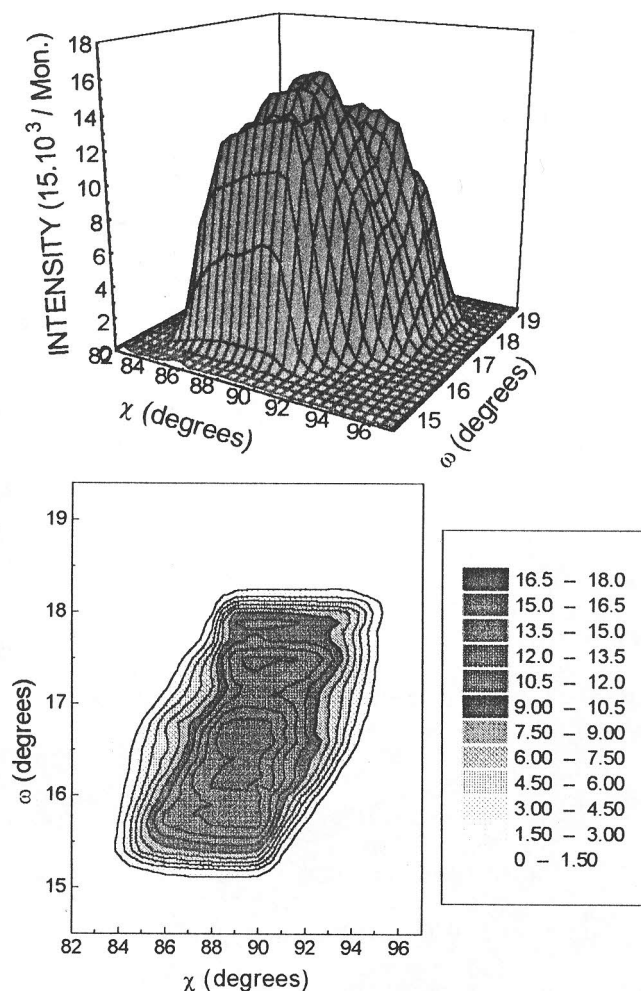 18
16
14
12
10
8
6
4
2
0
INTENSITY (15.10³ / Mon.)
82
84
86
88
90
92
94
96
χ (degrees)
15
16
17
18
19
ω (degrees)
19
18
17
16
15
ω (degrees)
82 84 86 88 90 92 94 96
χ (degrees)
16.5 – 18.0
15.0 – 16.5
13.5 – 15.0
12.0 – 13.5
10.5 – 12.0
9.00 – 10.5
7.50 – 9.00
6.00 – 7.50
4.50 – 6.00
3.00 – 4.50
1.50 – 3.00
0 – 1.50